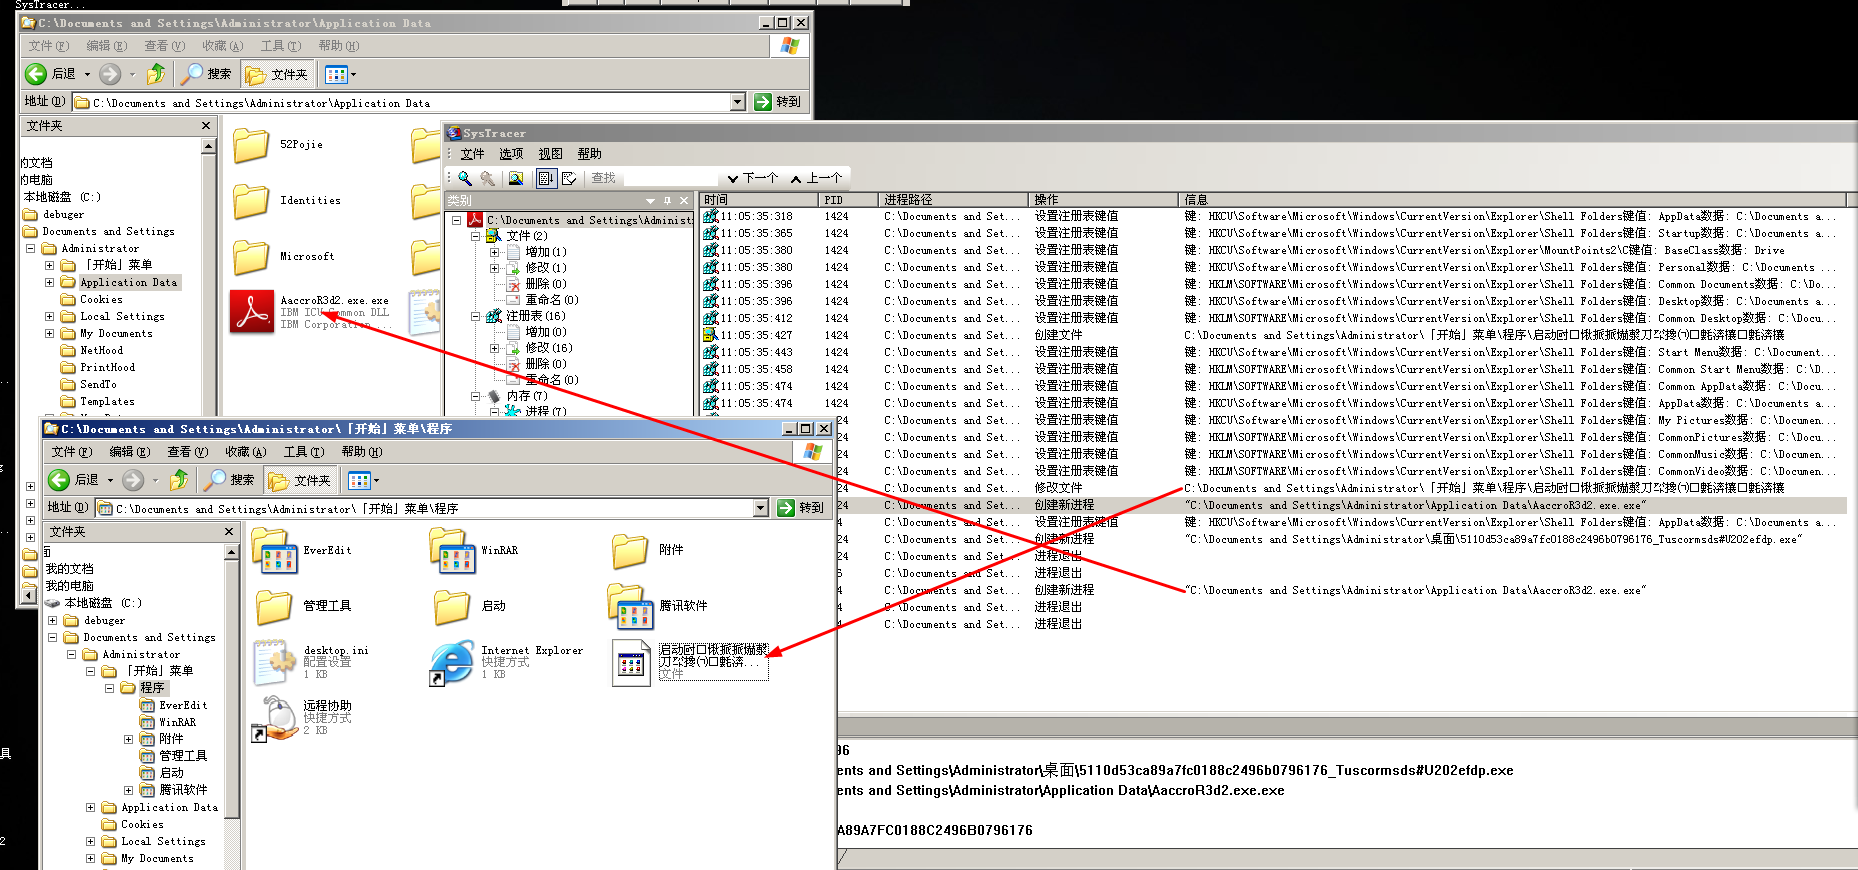 SysTracer...
C:\Documents and Settings\Administrator\Application Data
文件(F) 编辑(E) 查看(V) 收藏(A) 工具(T) 帮助(H)
后退 搜索 文件夹
地址(D) C:\Documents and Settings\Administrator\Application Data 转到
文件夹
的文档
的电脑
本地磁盘 (C:)
debuger
Documents and Settings
Administrator
「开始」菜单
Application Data
Cookies
Local Settings
My Documents
NetHood
PrintHood
SendTo
Templates
52Pojie
Identities
Microsoft
AaccroR3d2.exe.exe
IBM ICU Common DLL
IBM Corporation ...
SysTracer
文件 选项 视图 帮助
查找 下一个 上一个
类别
C:\Documents and Settings\Administ
文件(2)
增加(1)
修改(1)
删除(0)
重命名(0)
注册表(16)
增加(0)
修改(16)
删除(0)
重命名(0)
内存(7)
进程(7)
时间 PID 进程路径 操作 信息
11:05:35:318 1424 C:\Documents and Set... 设置注册表键值 键: HKCU\Software\Microsoft\Windows\CurrentVersion\Explorer\Shell Folders键值: AppData数据: C:\Documents a...
11:05:35:365 1424 C:\Documents and Set... 设置注册表键值 键: HKCU\Software\Microsoft\Windows\CurrentVersion\Explorer\Shell Folders键值: Startup数据: C:\Documents a...
11:05:35:380 1424 C:\Documents and Set... 设置注册表键值 键: HKCU\Software\Microsoft\Windows\CurrentVersion\Explorer\MountPoints2\C键值: BaseClass数据: Drive
11:05:35:380 1424 C:\Documents and Set... 设置注册表键值 键: HKCU\Software\Microsoft\Windows\CurrentVersion\Explorer\Shell Folders键值: Personal数据: C:\Documents ...
11:05:35:396 1424 C:\Documents and Set... 设置注册表键值 键: HKLM\SOFTWARE\Microsoft\Windows\CurrentVersion\Explorer\Shell Folders键值: Common Documents数据: C:\Do...
11:05:35:396 1424 C:\Documents and Set... 设置注册表键值 键: HKCU\Software\Microsoft\Windows\CurrentVersion\Explorer\Shell Folders键值: Desktop数据: C:\Documents a...
11:05:35:412 1424 C:\Documents and Set... 设置注册表键值 键: HKLM\SOFTWARE\Microsoft\Windows\CurrentVersion\Explorer\Shell Folders键值: Common Desktop数据: C:\Docu...
11:05:35:427 1424 C:\Documents and Set... 创建文件 C:\Documents and Settings\Administrator\「开始」菜单\程序\启动
11:05:35:443 1424 C:\Documents and Set... 设置注册表键值 键: HKCU\Software\Microsoft\Windows\CurrentVersion\Explorer\Shell Folders键值: Start Menu数据: C:\Document...
11:05:35:458 1424 C:\Documents and Set... 设置注册表键值 键: HKLM\SOFTWARE\Microsoft\Windows\CurrentVersion\Explorer\Shell Folders键值: Common Start Menu数据: C:\D...
11:05:35:474 1424 C:\Documents and Set... 设置注册表键值 键: HKLM\SOFTWARE\Microsoft\Windows\CurrentVersion\Explorer\Shell Folders键值: Common AppData数据: C:\Docu...
11:05:35:474 1424 C:\Documents and Set... 设置注册表键值 键: HKCU\Software\Microsoft\Windows\CurrentVersion\Explorer\Shell Folders键值: AppData数据: C:\Documents a...
C:\Documents and Set... 设置注册表键值 键: HKCU\Software\Microsoft\Windows\CurrentVersion\Explorer\Shell Folders键值: My Pictures数据: C:\Documen...
24 C:\Documents and Set... 设置注册表键值 键: HKLM\SOFTWARE\Microsoft\Windows\CurrentVersion\Explorer\Shell Folders键值: CommonPictures数据: C:\Docu...
24 C:\Documents and Set... 设置注册表键值 键: HKLM\SOFTWARE\Microsoft\Windows\CurrentVersion\Explorer\Shell Folders键值: CommonMusic数据: C:\Documen...
24 C:\Documents and Set... 设置注册表键值 键: HKLM\SOFTWARE\Microsoft\Windows\CurrentVersion\Explorer\Shell Folders键值: CommonVideo数据: C:\Documen...
24 C:\Documents and Set... 修改文件 C:\Documents and Settings\Administrator\「开始」菜单\程序\启动
24 C:\Documents and Set... 创建新进程 "C:\Documents and Settings\Administrator\Application Data\AaccroR3d2.exe.exe"
4 C:\Documents and Set... 设置注册表键值 键: HKCU\Software\Microsoft\Windows\CurrentVersion\Explorer\Shell Folders键值: AppData数据: C:\Documents a...
24 C:\Documents and Set... 创建新进程 "C:\Documents and Settings\Administrator\桌面\5110d53ca89a7fc0188c2496b0796176_Tuscormsds#U202efdp.exe"
24 C:\Documents and Set... 进程退出
6 C:\Documents and Set... 进程退出
4 C:\Documents and Set... 创建新进程 "C:\Documents and Settings\Administrator\Application Data\AaccroR3d2.exe.exe"
4 C:\Documents and Set... 进程退出
4 C:\Documents and Set... 进程退出
C:\Documents and Settings\Administrator\「开始」菜单\程序
文件(F) 编辑(E) 查看(V) 收藏(A) 工具(T) 帮助(H)
后退 搜索 文件夹
地址(D) C:\Documents and Settings\Administrator\「开始」菜单\程序 转到
文件夹
我的文档
我的电脑
本地磁盘 (C:)
debuger
Documents and Settings
Administrator
「开始」菜单
程序
EverEdit
WinRAR
附件
管理工具
启动
腾讯软件
Application Data
Cookies
Local Settings
My Documents
EverEdit
WinRAR
附件
管理工具
启动
腾讯软件
desktop.ini
配置设置
1 KB
Internet Explorer
快捷方式
1 KB
启动
文件
远程协助
快捷方式
2 KB
96
ents and Settings\Administrator\桌面\5110d53ca89a7fc0188c2496b0796176_Tuscormsds#U202efdp.exe
ents and Settings\Administrator\Application Data\AaccroR3d2.exe.exe
A89A7FC0188C2496B0796176